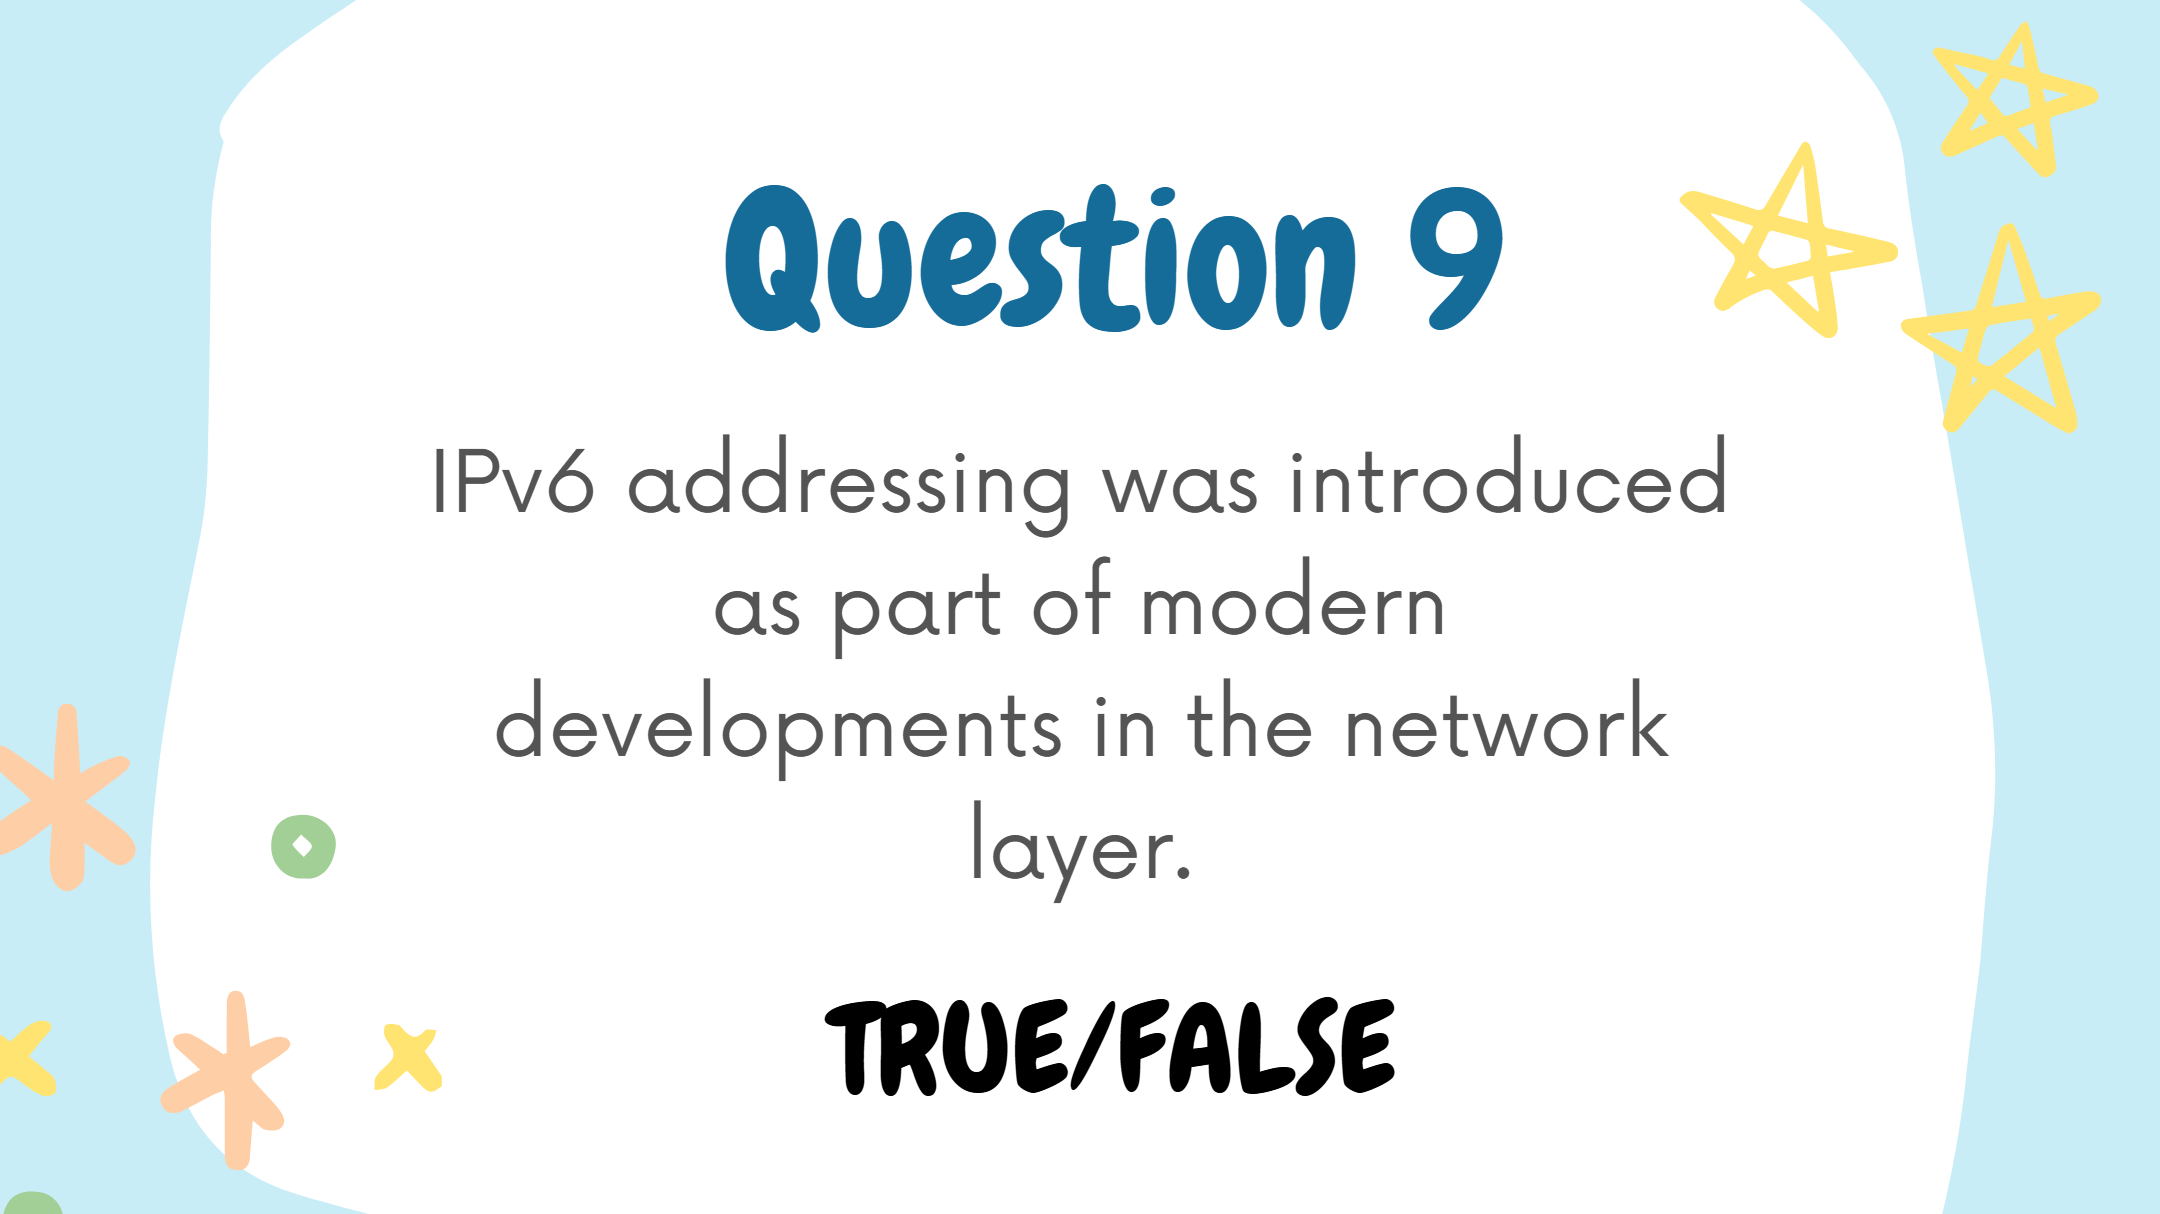 Question 9
IPv6 addressing was introduced
as part of modern
developments in the network
layer.
TRUE/FALSE